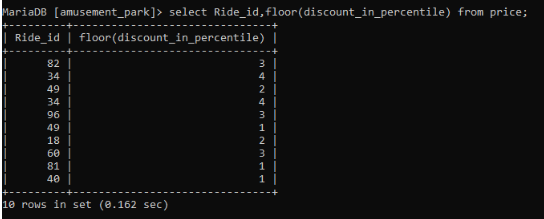 MariaDB [amusement_park]> select Ride_id,floor(discount_in_percentile) from price;
+---------+-------------------------------+
| Ride_id | floor(discount_in_percentile) |
+---------+-------------------------------+
|      82 |                             3 |
|      34 |                             4 |
|      49 |                             2 |
|      34 |                             4 |
|      96 |                             3 |
|      49 |                             1 |
|      18 |                             2 |
|      60 |                             3 |
|      81 |                             1 |
|      40 |                             1 |
+---------+-------------------------------+
10 rows in set (0.162 sec)